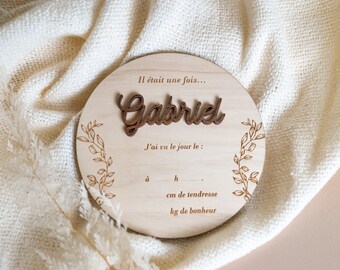 Il était une fois...
Gabriel
J'ai vu le jour le :
à h
cm de tendresse
kg de bonheur